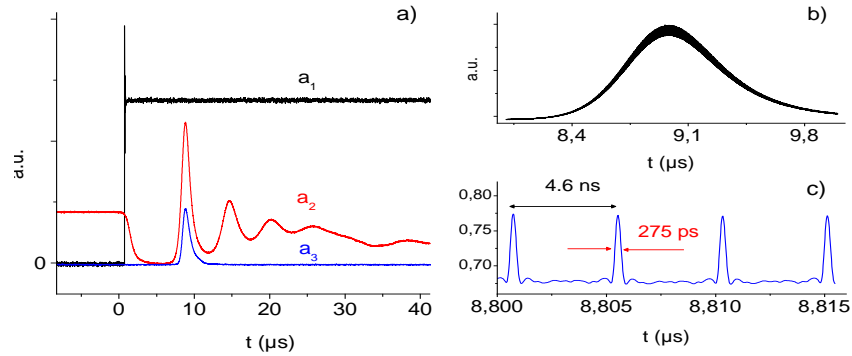 a)
a.u.
0
a1
a2
a3
0 10 20 30 40
t (μs)
b)
a.u.
8,4 9,1 9,8
t (μs)
c)
0,80
0,75
0,70
4.6 ns
275 ps
8,800 8,805 8,810 8,815
t (μs)